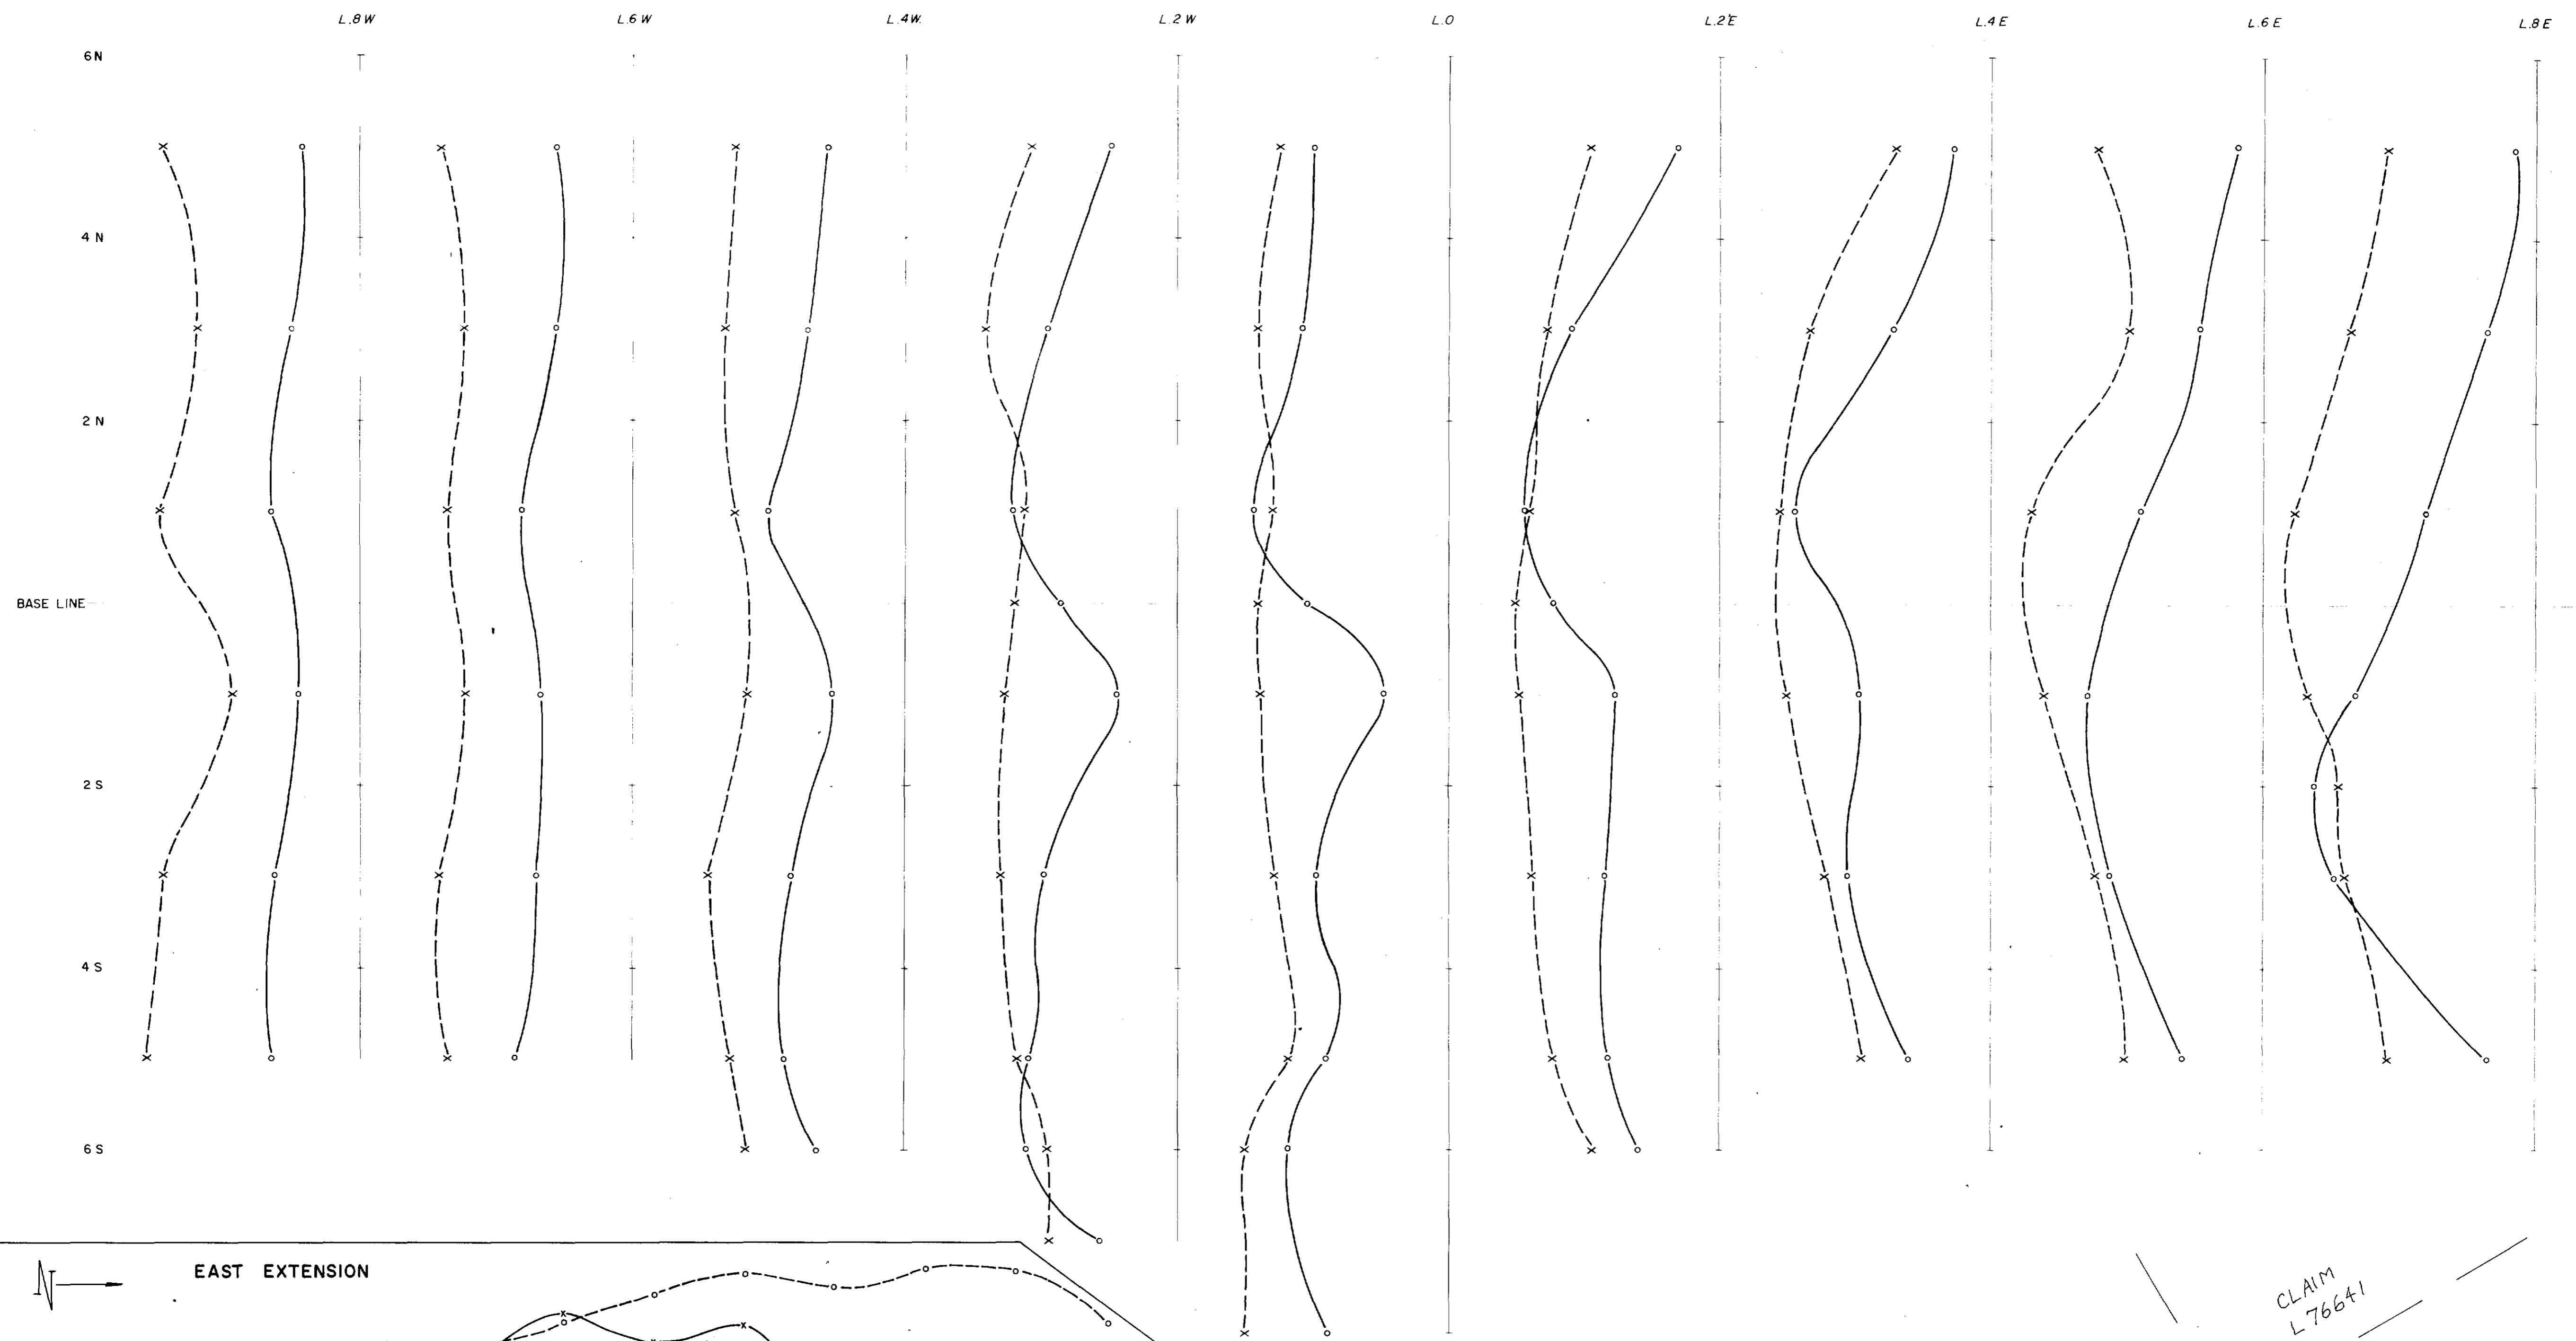 L.8W L.6W L.4W. L.2W L.0 L.2E L.4E L.6E L.8E
6N
4N
2N
BASE LINE
2S
4S
6S
N
EAST EXTENSION
CLAIM
L 76641